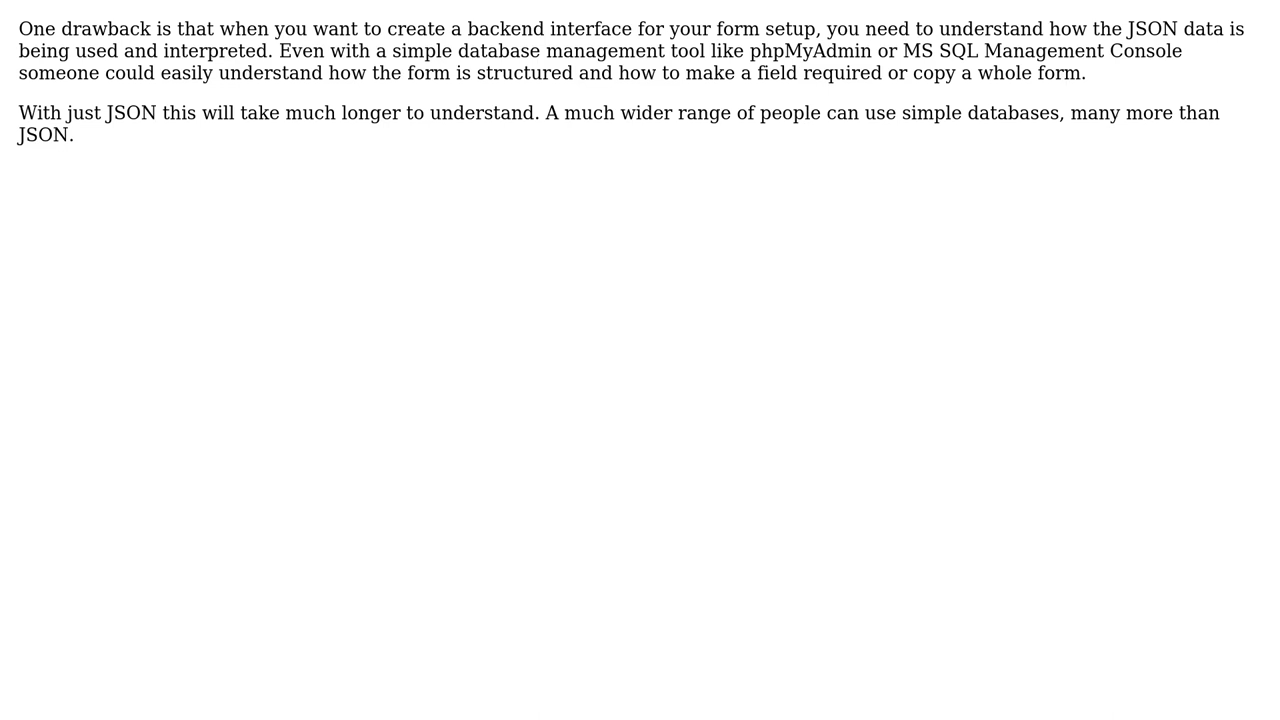 One drawback is that when you want to create a backend interface for your form setup, you need to understand how the JSON data is
being used and interpreted. Even with a simple database management tool like phpMyAdmin or MS SQL Management Console
someone could easily understand how the form is structured and how to make a field required or copy a whole form.
With just JSON this will take much longer to understand. A much wider range of people can use simple databases, many more than
JSON.